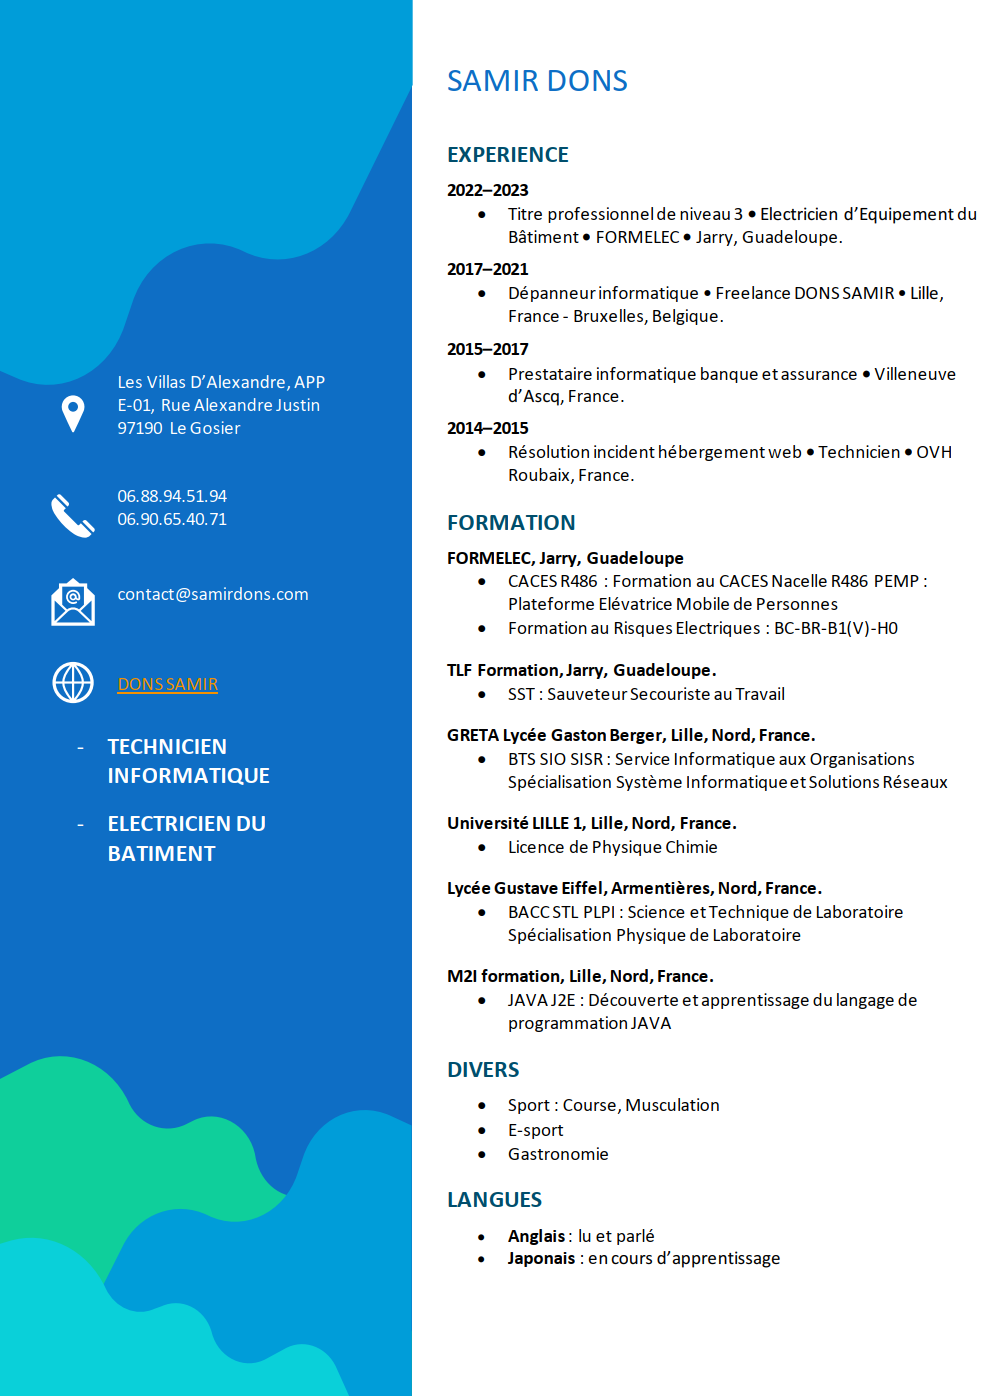 Les Villas D’Alexandre, APP
E-01, Rue Alexandre Justin
97190 Le Gosier
06.88.94.51.94
06.90.65.40.71
contact@samirdons.com
DONS SAMIR
- TECHNICIEN
INFORMATIQUE
- ELECTRICIEN DU
BATIMENT
SAMIR DONS
EXPERIENCE
2022–2023
• Titre professionnel de niveau 3 • Electricien d’Equipement du
Bâtiment • FORMELEC • Jarry, Guadeloupe.
2017–2021
• Dépanneur informatique • Freelance DONS SAMIR • Lille,
France - Bruxelles, Belgique.
2015–2017
• Prestataire informatique banque et assurance • Villeneuve
d’Ascq, France.
2014–2015
• Résolution incident hébergement web • Technicien • OVH
Roubaix, France.
FORMATION
FORMELEC, Jarry, Guadeloupe
• CACES R486 : Formation au CACES Nacelle R486 PEMP :
Plateforme Elévatrice Mobile de Personnes
• Formation au Risques Electriques : BC-BR-B1(V)-H0
TLF Formation, Jarry, Guadeloupe.
• SST : Sauveteur Secouriste au Travail
GRETA Lycée Gaston Berger, Lille, Nord, France.
• BTS SIO SISR : Service Informatique aux Organisations
Spécialisation Système Informatique et Solutions Réseaux
Université LILLE 1, Lille, Nord, France.
• Licence de Physique Chimie
Lycée Gustave Eiffel, Armentières, Nord, France.
• BACC STL PLPI : Science et Technique de Laboratoire
Spécialisation Physique de Laboratoire
M2I formation, Lille, Nord, France.
• JAVA J2E : Découverte et apprentissage du langage de
programmation JAVA
DIVERS
• Sport : Course, Musculation
• E-sport
• Gastronomie
LANGUES
• Anglais : lu et parlé
• Japonais : en cours d’apprentissage